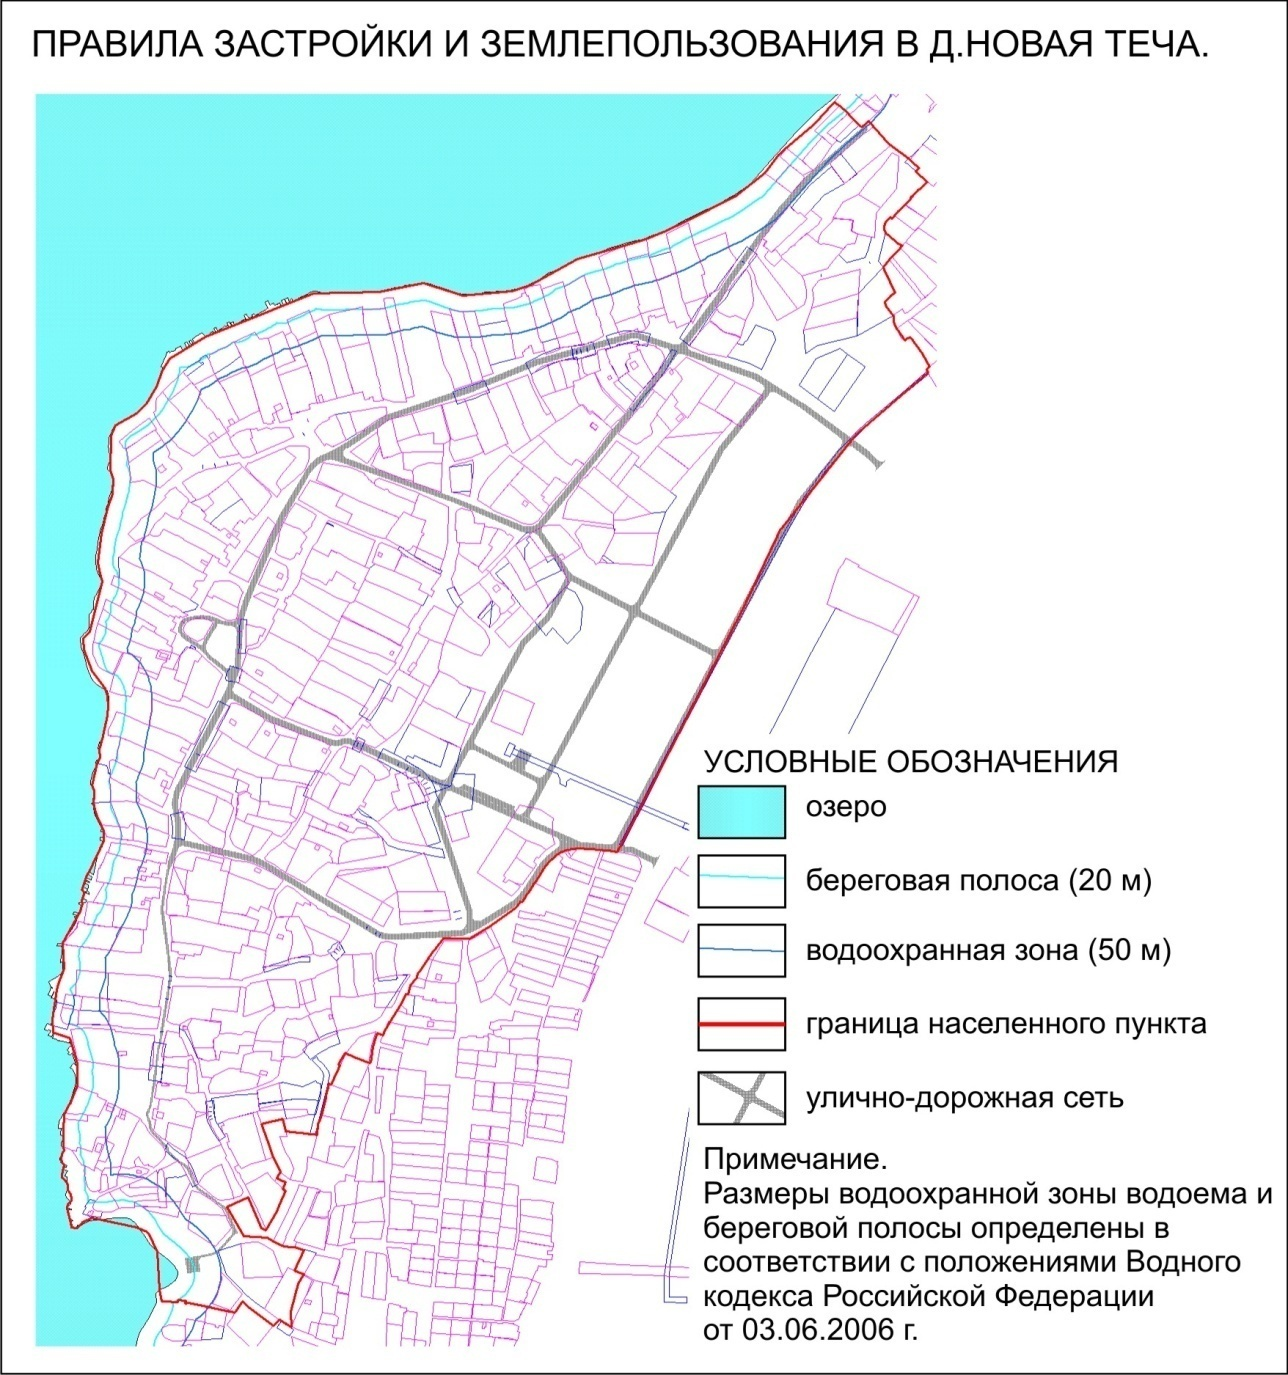 ПРАВИЛА ЗАСТРОЙКИ И ЗЕМЛЕПОЛЬЗОВАНИЯ В Д.НОВАЯ ТЕЧА.
УСЛОВНЫЕ ОБОЗНАЧЕНИЯ
озеро
береговая полоса (20 м)
водоохранная зона (50 м)
граница населенного пункта
улично-дорожная сеть
Примечание.
Размеры водоохранной зоны водоема и
береговой полосы определены в
соответствии с положениями Водного
кодекса Российской Федерации
от 03.06.2006 г.